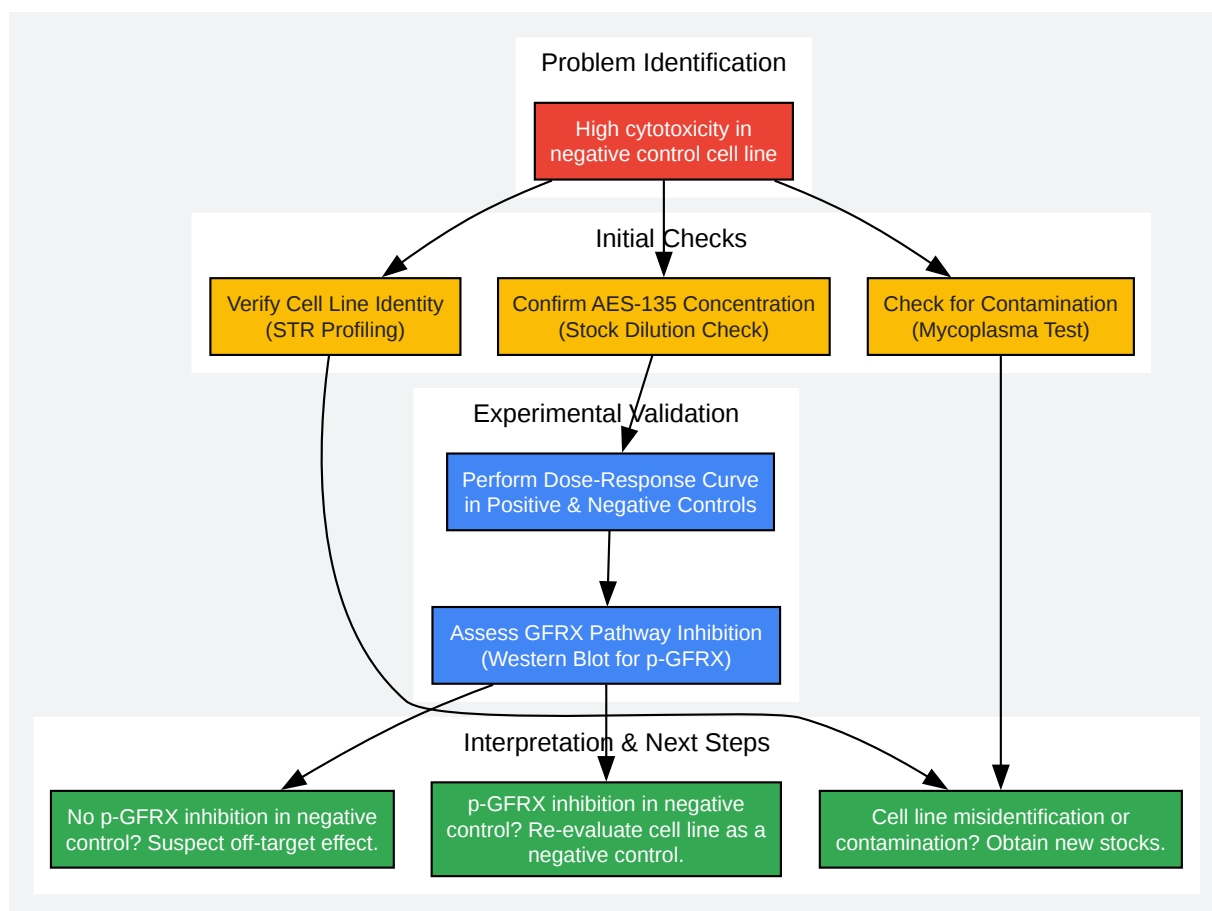 Problem Identification
High cytotoxicity in
negative control cell line
Initial Checks
Verify Cell Line Identity
(STR Profiling)
Confirm AES-135 Concentration
(Stock Dilution Check)
Check for Contamination
(Mycoplasma Test)
Experimental Validation
Perform Dose-Response Curve
in Positive & Negative Controls
Assess GFRX Pathway Inhibition
(Western Blot for p-GFRX)
Interpretation & Next Steps
No p-GFRX inhibition in negative
control? Suspect off-target effect.
p-GFRX inhibition in negative
control? Re-evaluate cell line as a
negative control.
Cell line misidentification or
contamination? Obtain new stocks.